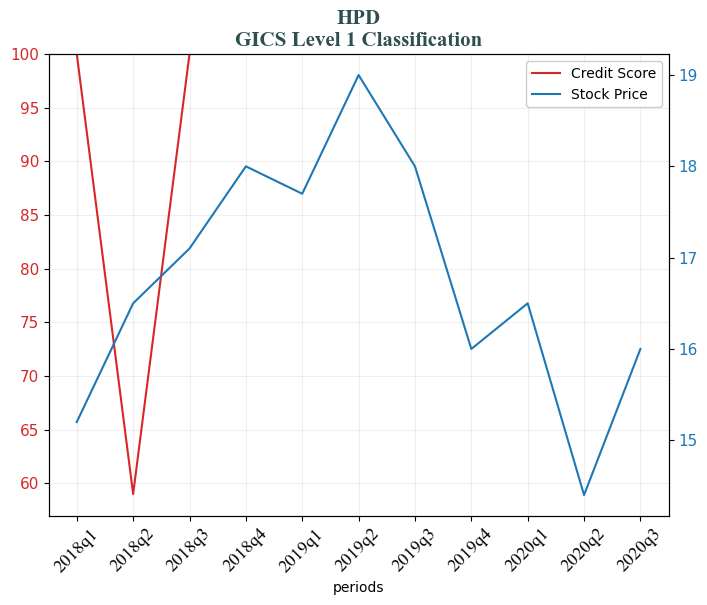 HPD
GICS Level 1 Classification
Credit Score
Stock Price
100
95
90
85
80
75
70
65
60
19
18
17
16
15
2018q1
2018q2
2018q3
2018q4
2019q1
2019q2
2019q3
2019q4
2020q1
2020q2
2020q3
periods